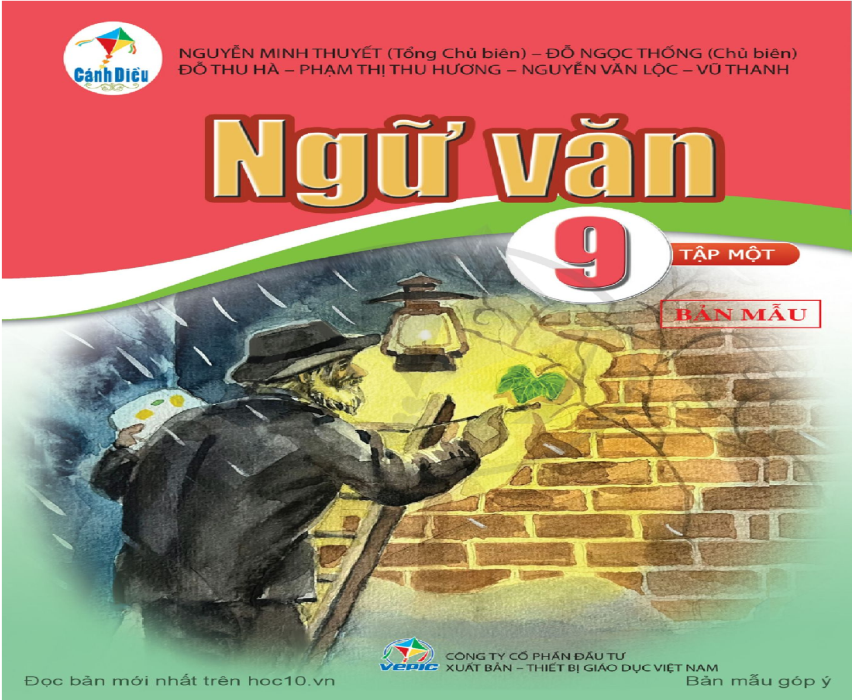 Cánh Diều
NGUYỄN MINH THUYẾT (Tổng Chủ biên) – ĐỖ NGỌC THỐNG (Chủ biên)
ĐỖ THU HÀ – PHẠM THỊ THU HƯƠNG – NGUYỄN VĂN LỘC – VŨ THANH
Ngữ văn
9
TẬP MỘT
BẢN MẪU
VEPIC
CÔNG TY CỔ PHẦN ĐẦU TƯ
XUẤT BẢN – THIẾT BỊ GIÁO DỤC VIỆT NAM
Đọc bản mới nhất trên hoc10.vn
Bản mẫu góp ý